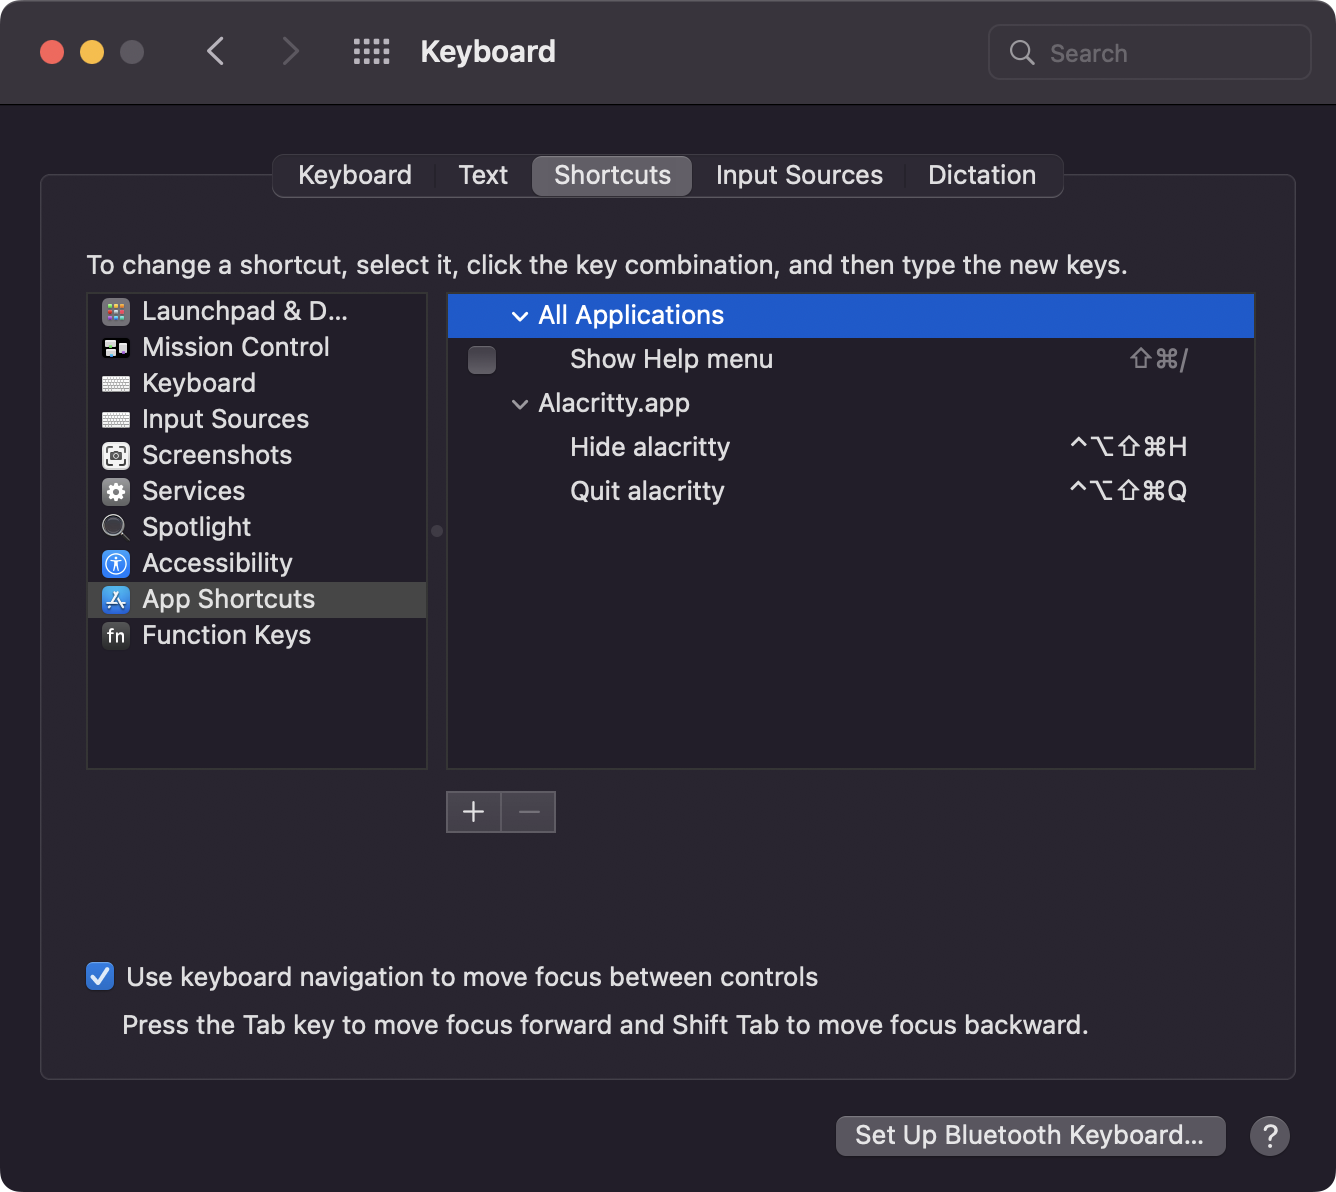 Keyboard
Search
Keyboard Text Shortcuts Input Sources Dictation
To change a shortcut, select it, click the key combination, and then type the new keys.
Launchpad & D...
Mission Control
Keyboard
Input Sources
Screenshots
Services
Spotlight
Accessibility
App Shortcuts
fn Function Keys
All Applications
Show Help menu ⇧⌘/
Alacritty.app
Hide alacritty ^⌥⇧⌘H
Quit alacritty ^⌥⇧⌘Q
+ −
Use keyboard navigation to move focus between controls
Press the Tab key to move focus forward and Shift Tab to move focus backward.
Set Up Bluetooth Keyboard... ?